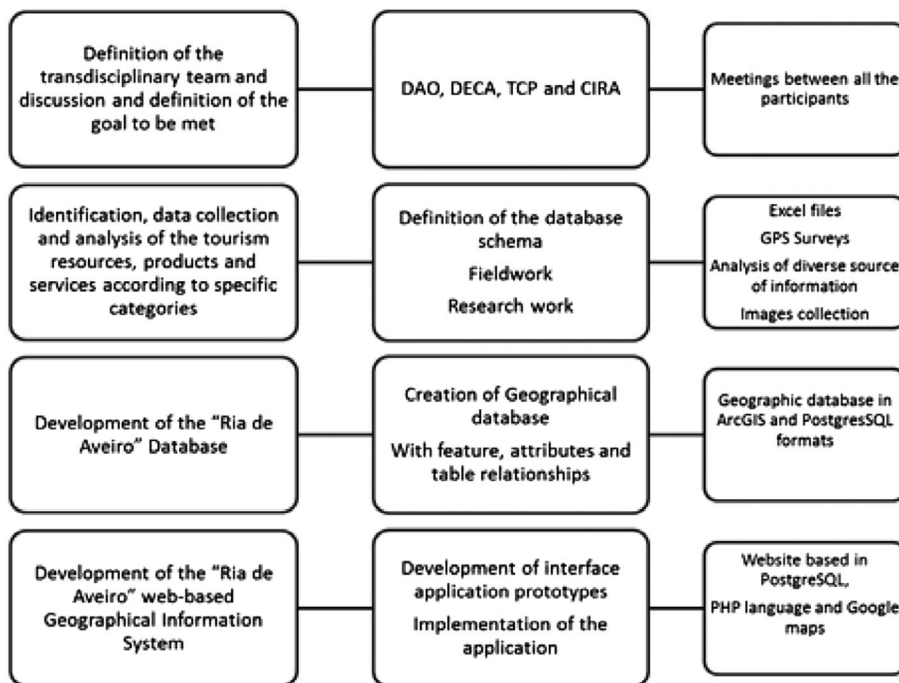 Definition of the
transdisciplinary team and
discussion and definition of the
goal to be met
DAO, DECA, TCP and CIRA
Meetings between all the
participants
Identification, data collection
and analysis of the tourism
resources, products and
services according to specific
categories
Definition of the database
schema
Fieldwork
Research work
Excel files
GPS Surveys
Analysis of diverse source
of information
Images collection
Development of the “Ria de
Aveiro” Database
Creation of Geographical
database
With feature, attributes and
table relationships
Geographic database in
ArcGIS and PostgresSQL
formats
Development of the “Ria de
Aveiro” web-based
Geographical Information
System
Development of interface
application prototypes
Implementation of the
application
Website based in
PostgreSQL,
PHP language and Google
maps